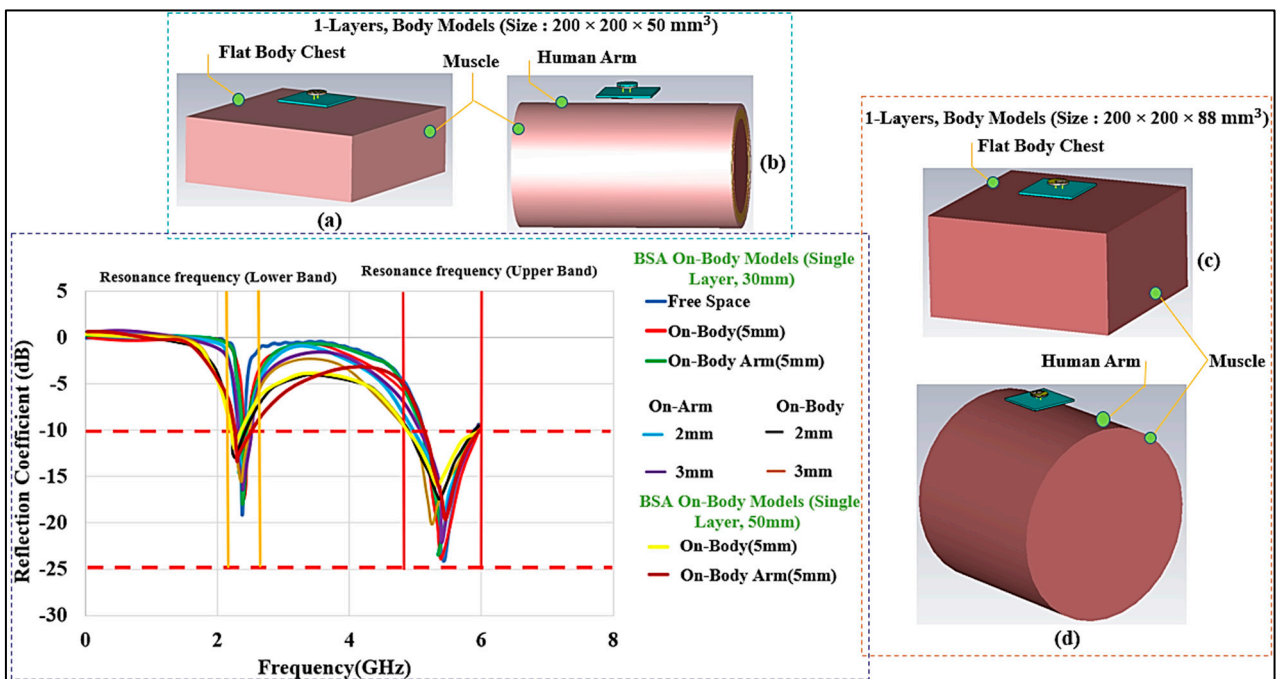 1-Layers, Body Models (Size : 200 × 200 × 50 mm³)
Flat Body Chest
Muscle
Human Arm
(a)
(b)
1-Layers, Body Models (Size : 200 × 200 × 88 mm³)
Flat Body Chest
(c)
Human Arm
Muscle
(d)
Resonance frequency (Lower Band)
Resonance frequency (Upper Band)
5
0
-5
-10
-15
-20
-25
-30
Reflection Coefficient (dB)
0
2
4
6
8
Frequency(GHz)
BSA On-Body Models (Single
Layer, 30mm)
Free Space
On-Body(5mm)
On-Body Arm(5mm)
On-Arm
On-Body
2mm
2mm
3mm
3mm
BSA On-Body Models (Single
Layer, 50mm)
On-Body(5mm)
On-Body Arm(5mm)